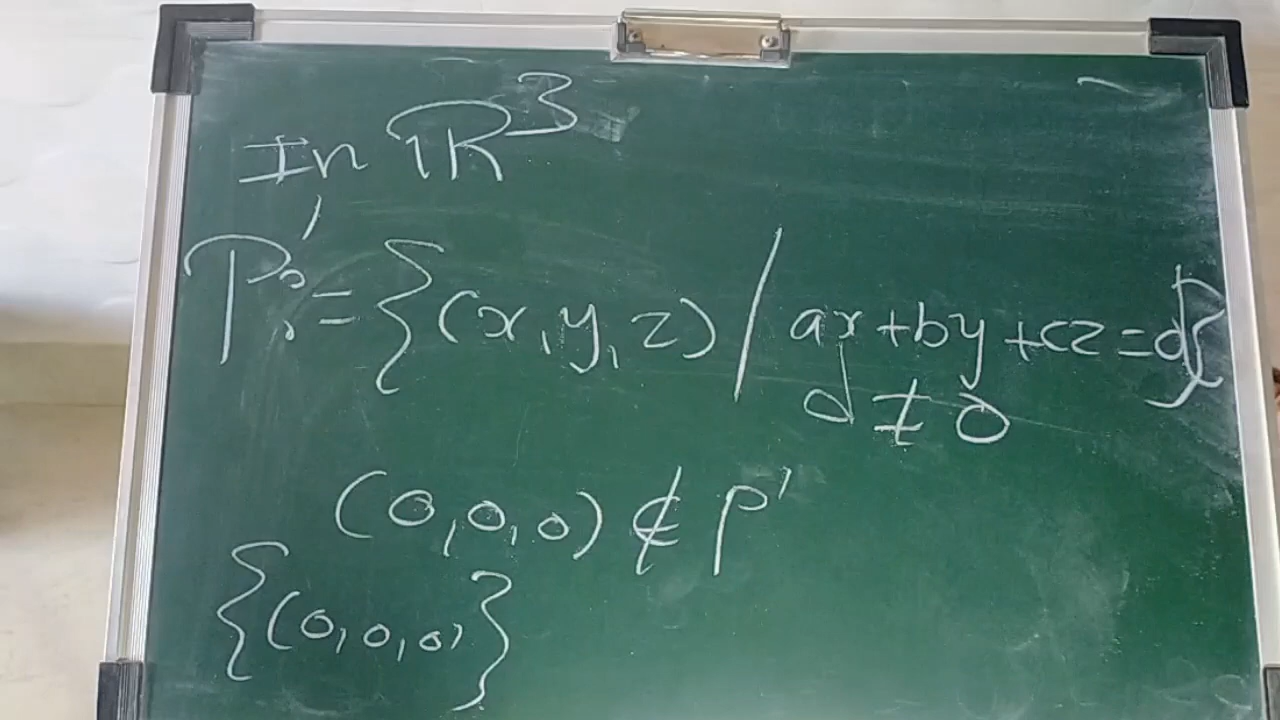 In ℝ³
P' := {(x,y,z) / ax+by+cz=d}
d ≠ 0
(0,0,0) ∉ P'
{(0,0,0)}